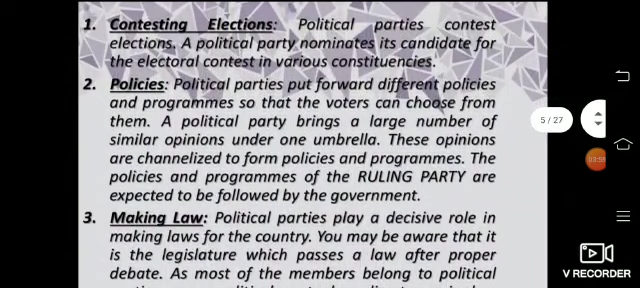 1. Contesting Elections: Political parties contest
elections. A political party nominates its candidate for
the electoral contest in various constituencies.
2. Policies: Political parties put forward different policies
and programmes so that the voters can choose from
them. A political party brings a large number of
similar opinions under one umbrella. These opinions
are channelized to form policies and programmes. The
policies and programmes of the RULING PARTY are
expected to be followed by the government.
3. Making Law: Political parties play a decisive role in
making laws for the country. You may be aware that it
is the legislature which passes a law after proper
debate. As most of the members belong to political
5 / 27
03:59
V RECORDER